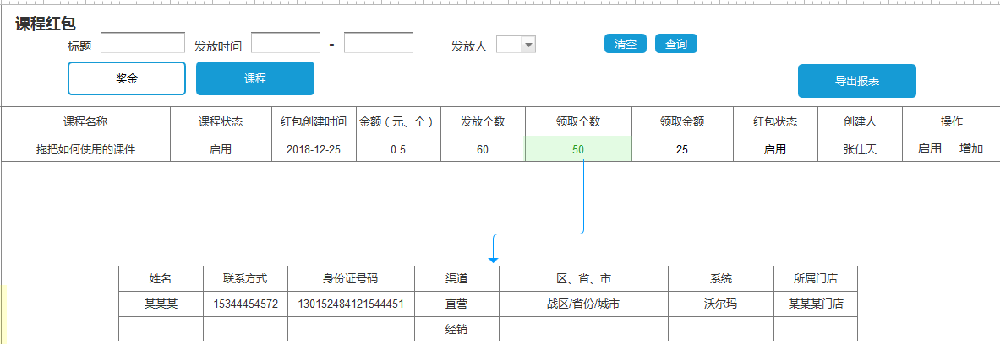 课程红包
标题 发放时间 - 发放人 清空 查询
奖金 课程 导出报表
课程名称 课程状态 红包创建时间 金额（元、个） 发放个数 领取个数 领取金额 红包状态 创建人 操作
拖把如何使用的课件 启用 2018-12-25 0.5 60 50 25 启用 张仕天 启用 增加
姓名 联系方式 身份证号码 渠道 区、省、市 系统 所属门店
某某某 15344454572 130152484121544451 直营 战区/省份/城市 沃尔玛 某某某门店
经销